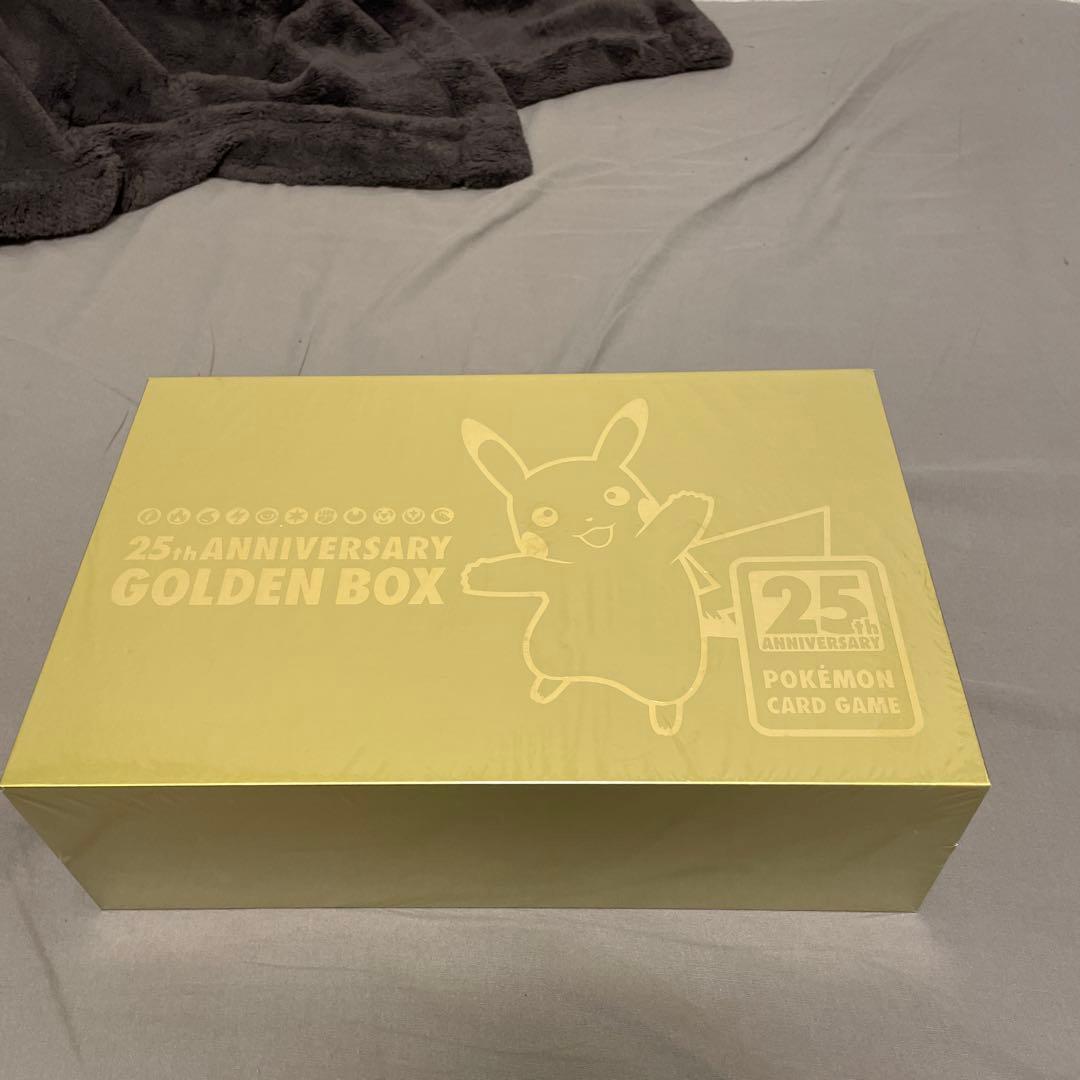 25th ANNIVERSARY
GOLDEN BOX
25th
ANNIVERSARY
POKÉMON
CARD GAME